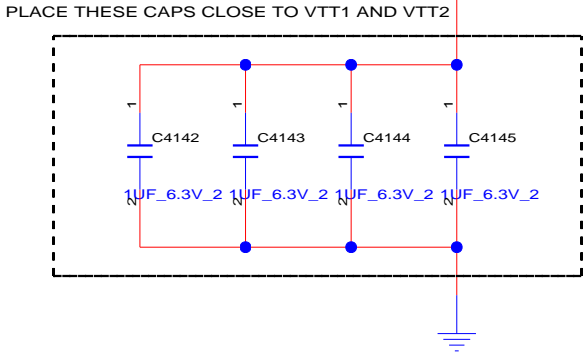 PLACE THESE CAPS CLOSE TO VTT1 AND VTT2
1 1 1 1
C4142 C4143 C4144 C4145
1UF_6.3V_2 1UF_6.3V_2 1UF_6.3V_2 1UF_6.3V_2
2 2 2 2